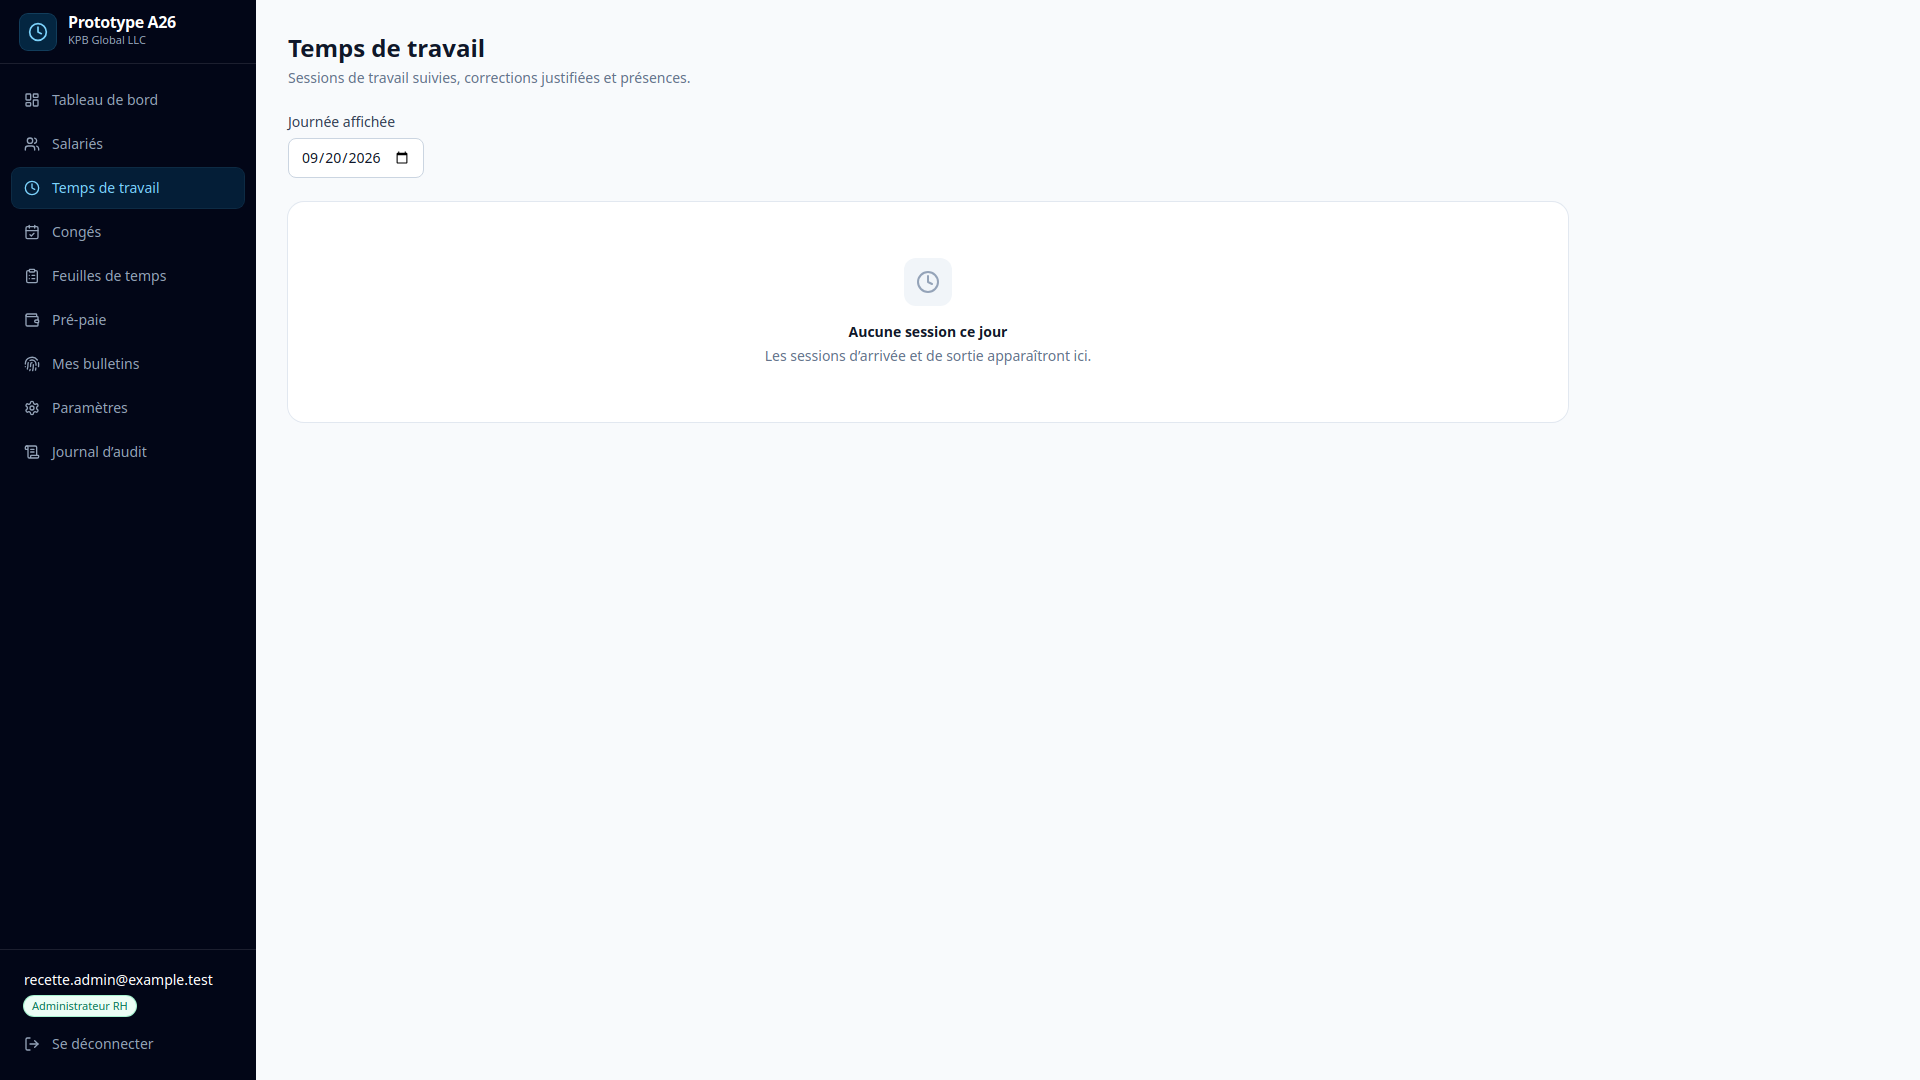 Prototype A26
KPB Global LLC
Tableau de bord
Salariés
Temps de travail
Congés
Feuilles de temps
Pré-paie
Mes bulletins
Paramètres
Journal d’audit
recette.admin@example.test
Administrateur RH
Se déconnecter
Temps de travail
Sessions de travail suivies, corrections justifiées et présences.
Journée affichée
09/20/2026
Aucune session ce jour
Les sessions d’arrivée et de sortie apparaîtront ici.